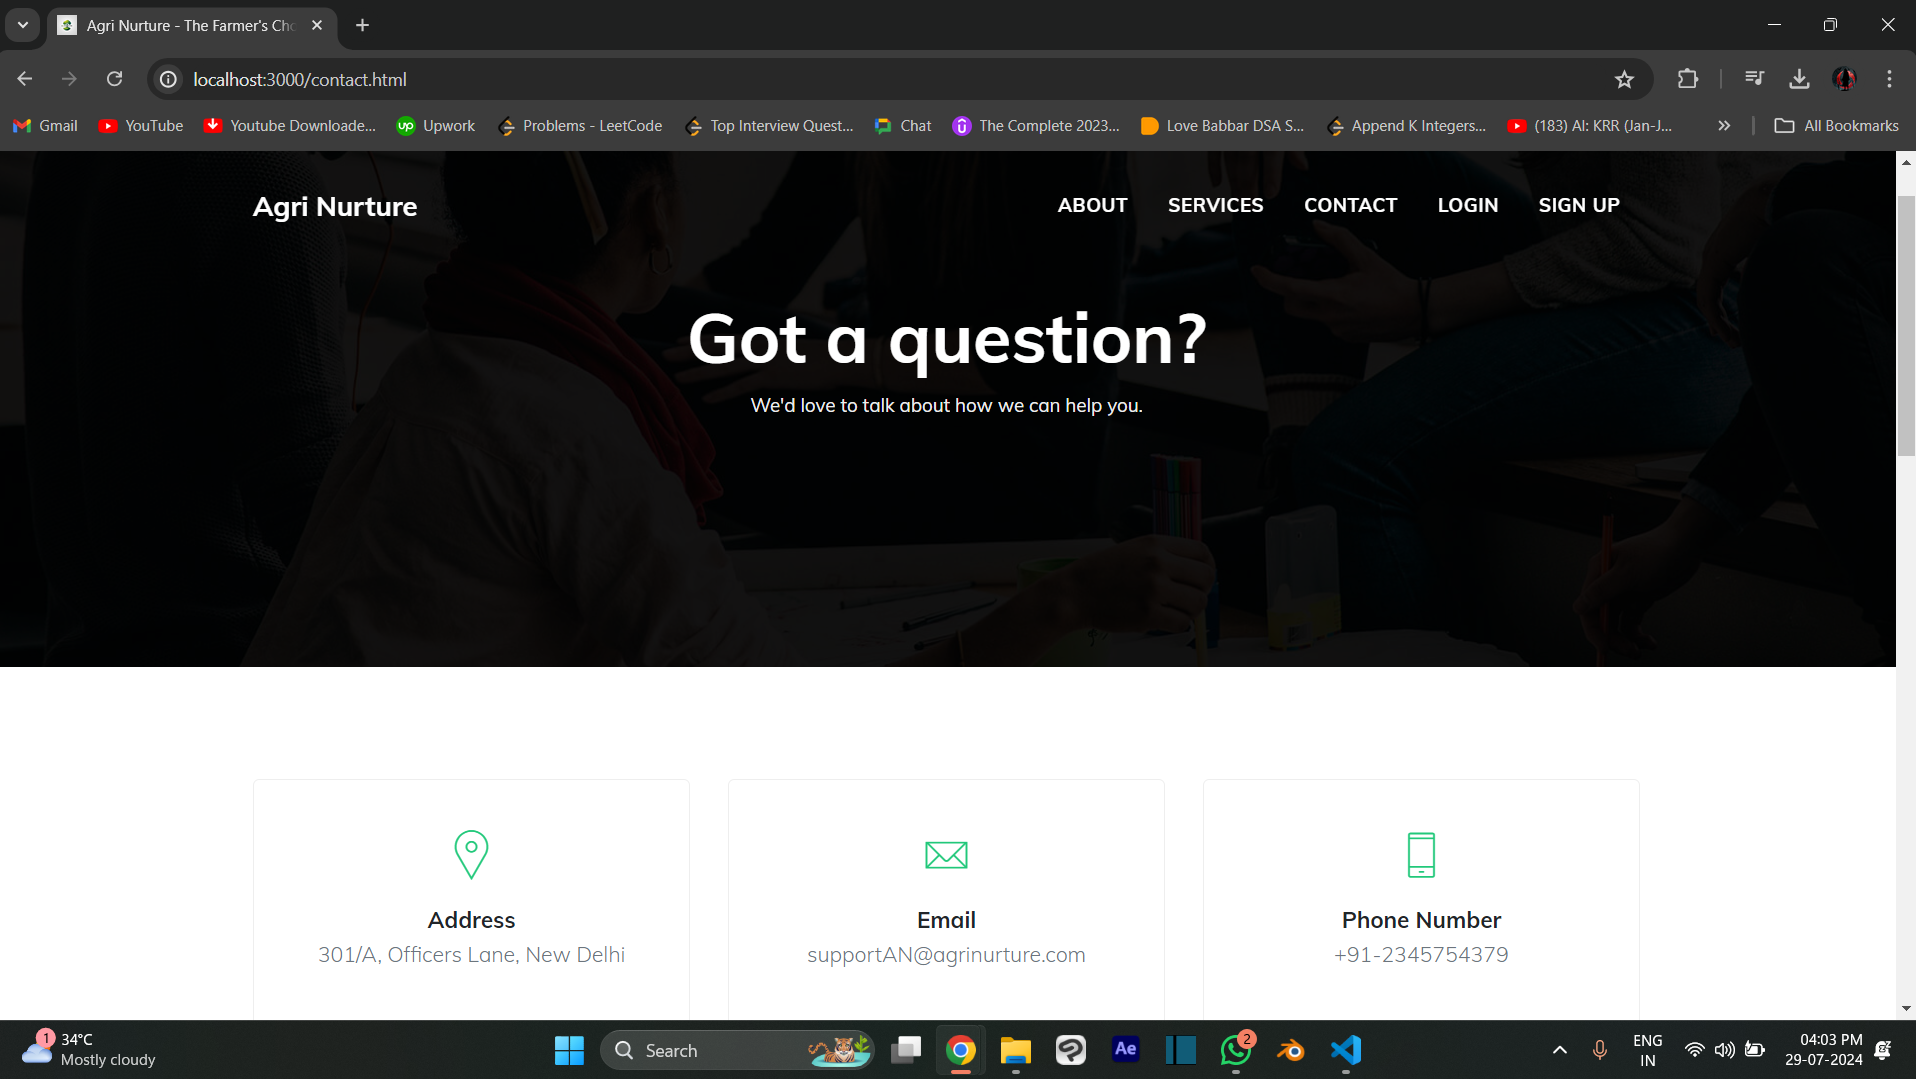 Agri Nurture - The Farmer's Cho
localhost:3000/contact.html
Gmail
YouTube
Youtube Downloade...
Upwork
Problems - LeetCode
Top Interview Quest...
Chat
The Complete 2023...
Love Babbar DSA S...
Append K Integers...
(183) AI: KRR (Jan-J...
All Bookmarks
Agri Nurture
ABOUT
SERVICES
CONTACT
LOGIN
SIGN UP
Got a question?
We'd love to talk about how we can help you.
Address
301/A, Officers Lane, New Delhi
Email
supportAN@agrinurture.com
Phone Number
+91-2345754379
1
34°C
Mostly cloudy
Search
Ae
2
ENG
IN
04:03 PM
29-07-2024